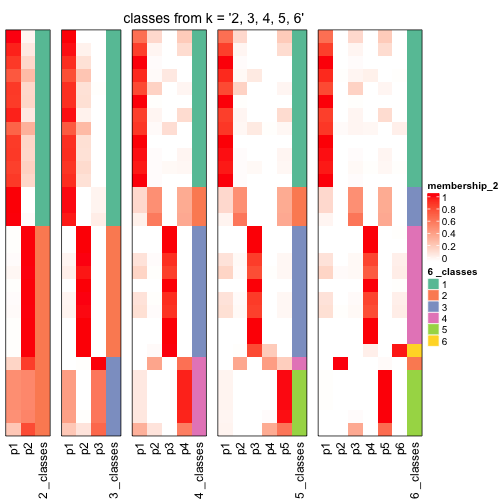 classes from k = '2, 3, 4, 5, 6'
membership_2
1
0.8
0.6
0.4
0.2
0
6 _classes
1
2
3
4
5
6
p1 p2 2 _classes
p1 p2 p3 3 _classes
p1 p2 p3 p4 4 _classes
p1 p2 p3 p4 p5 5 _classes
p1 p2 p3 p4 p5 p6 6 _classes